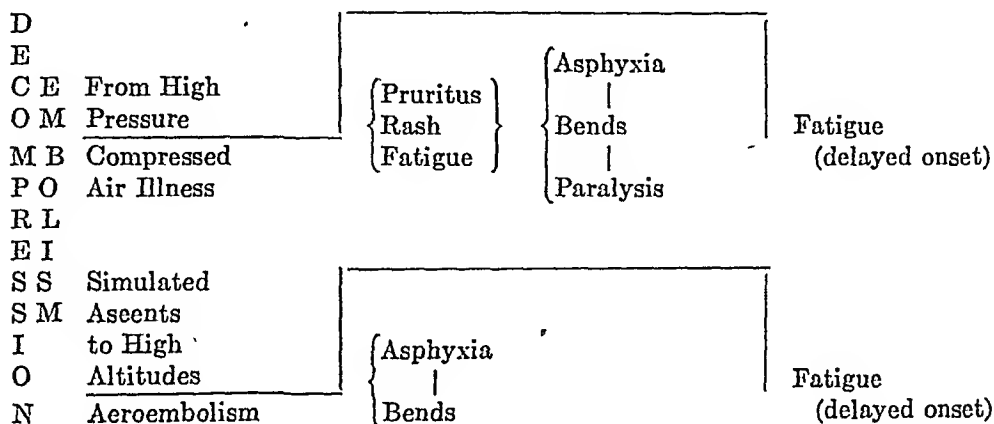 D
E
C E From High
O M Pressure
M B Compressed
P O Air Illness
R L
E I
S S Simulated
S M Ascents
I to High
O Altitudes
N Aeroembolism
Pruritus
Rash
Fatigue
Asphyxia
Bends
Paralysis
Fatigue
(delayed onset)
Asphyxia
Bends
Fatigue
(delayed onset)